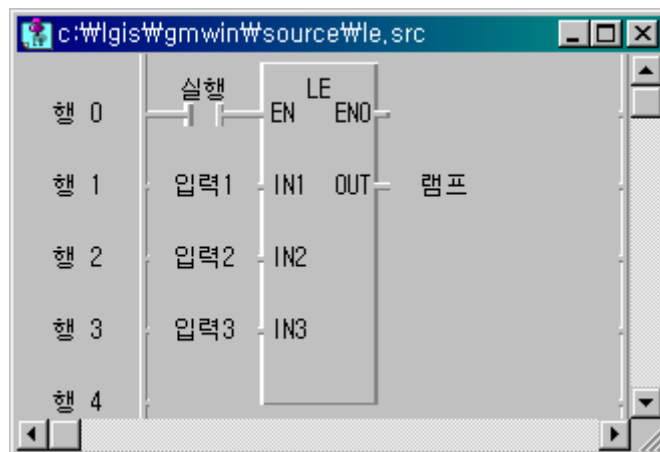 c:₩lgis₩gmwin₩source₩le,src
실행 LE
행 0 EN ENO
행 1 입력1 IN1 OUT 램프
행 2 입력2 IN2
행 3 입력3 IN3
행 4